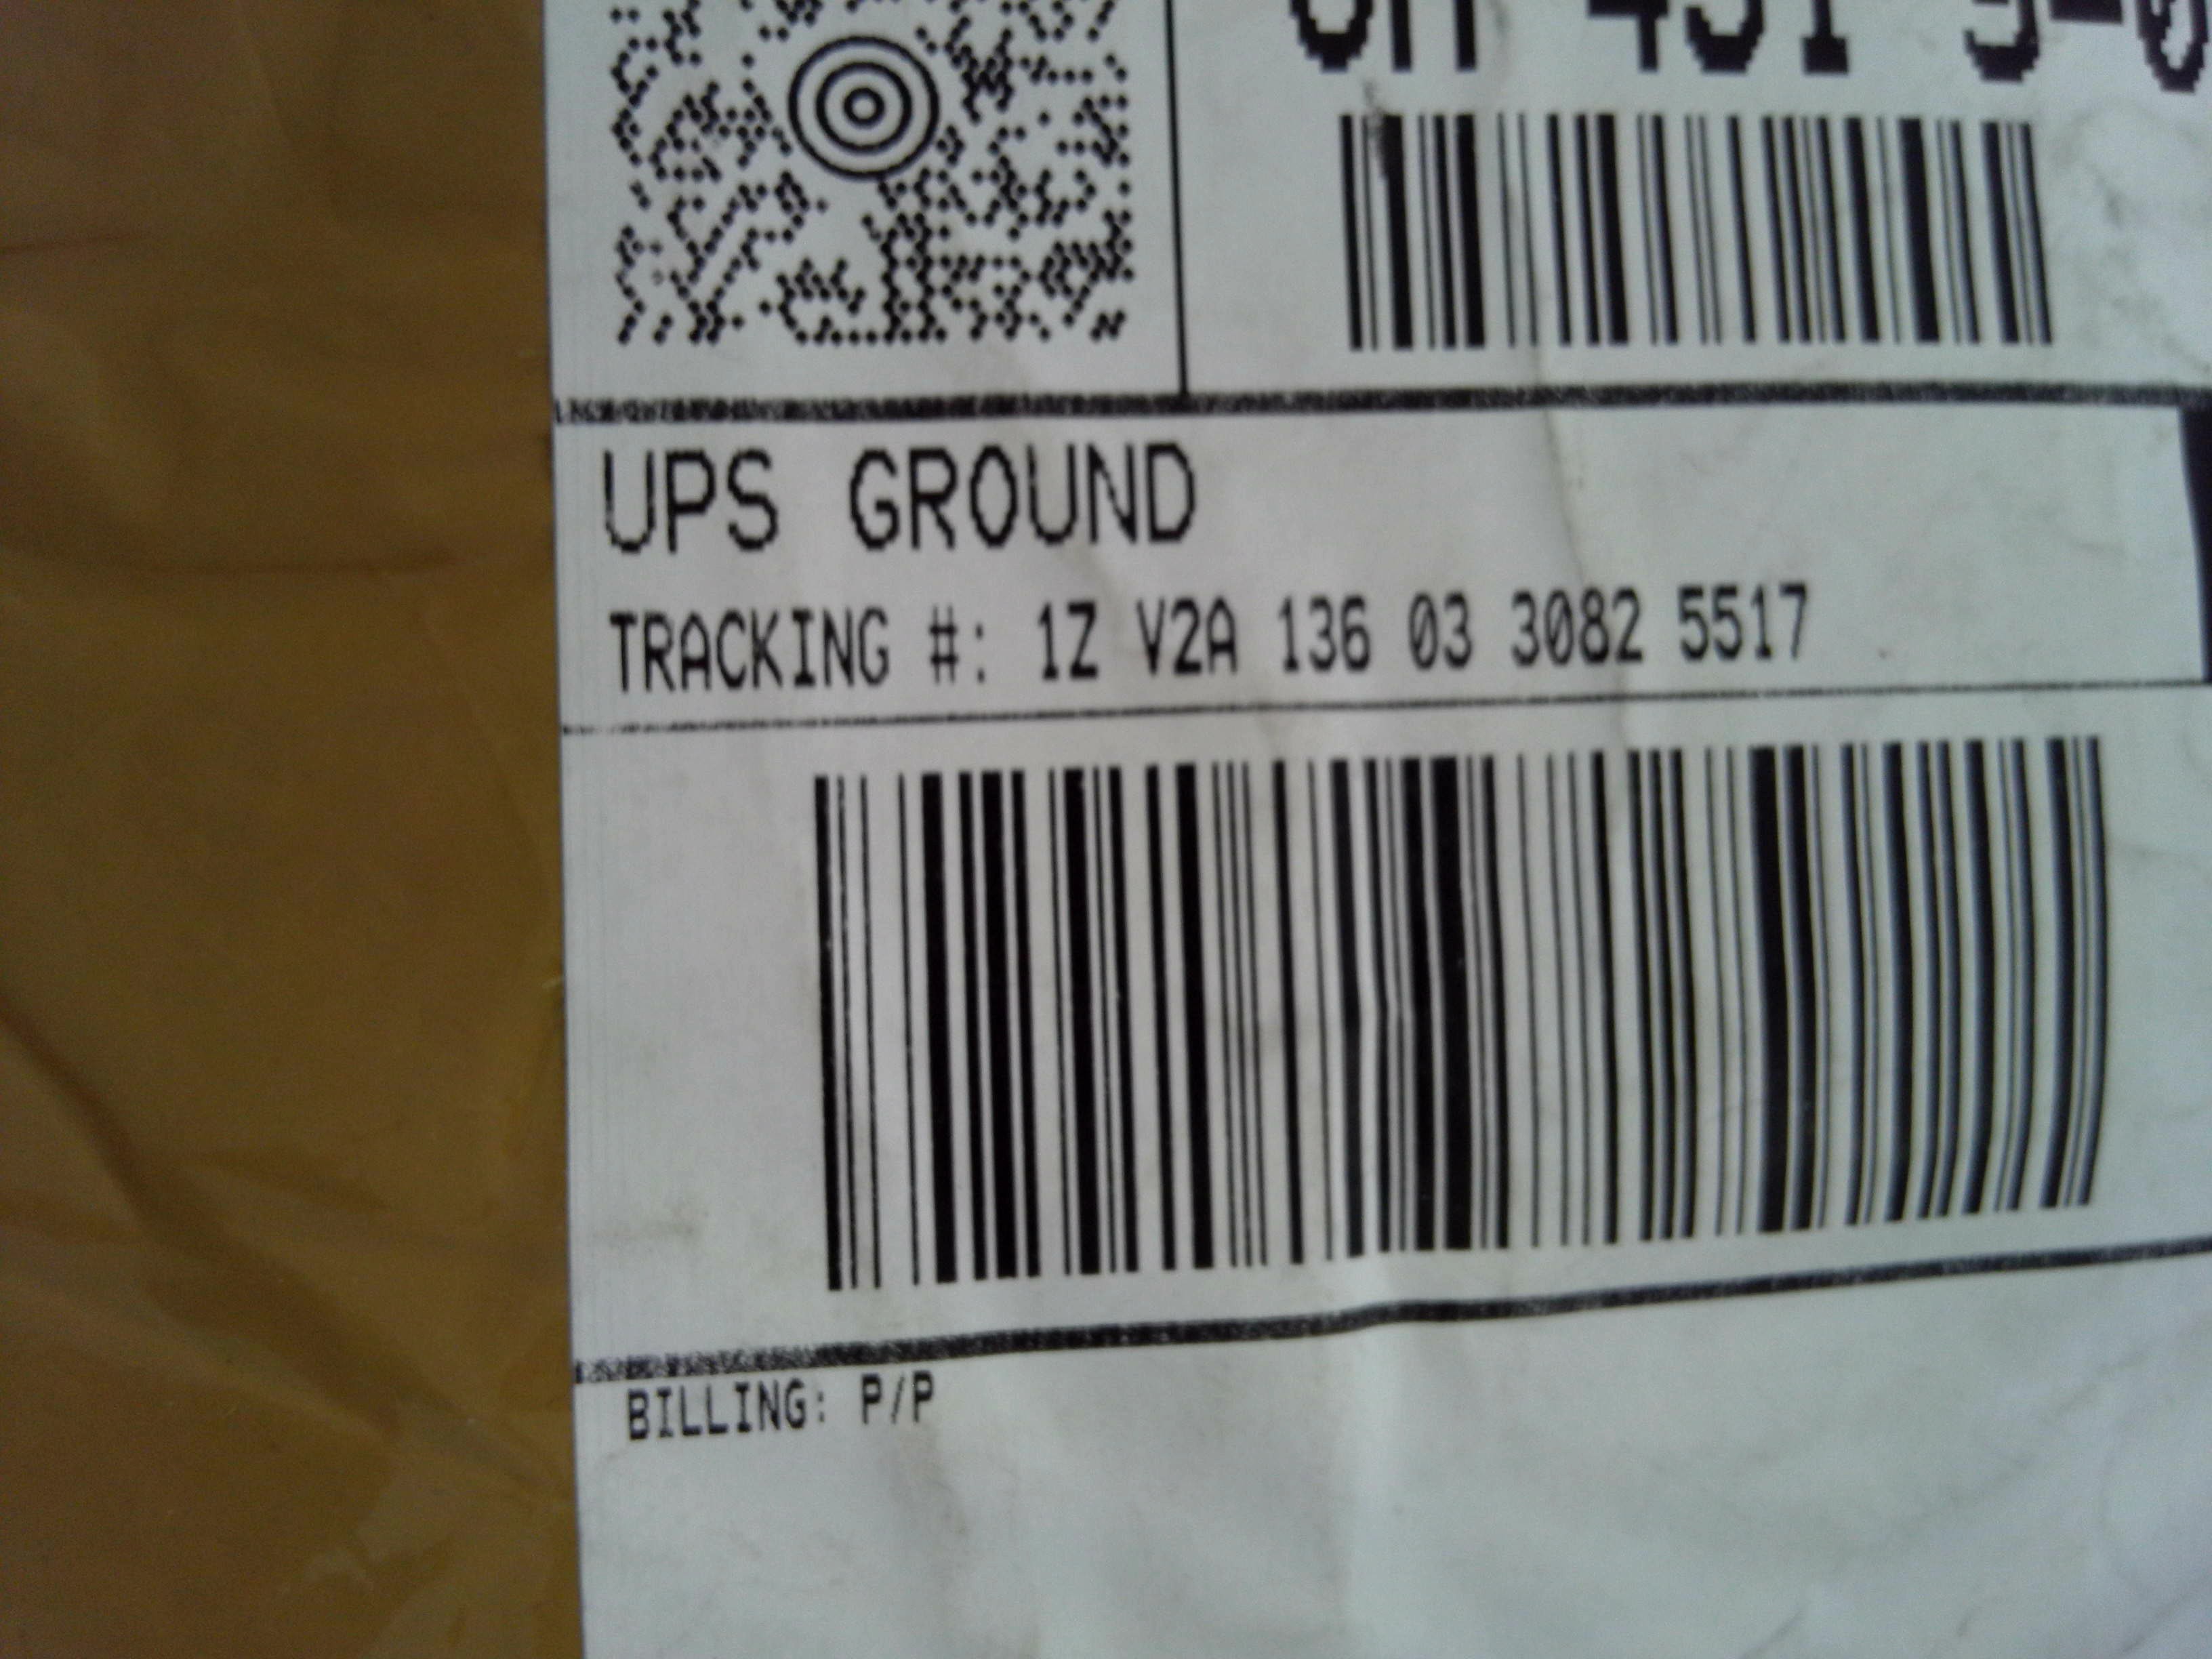 UPS GROUND
TRACKING #: 1Z V2A 136 03 3082 5517
BILLING: P/P